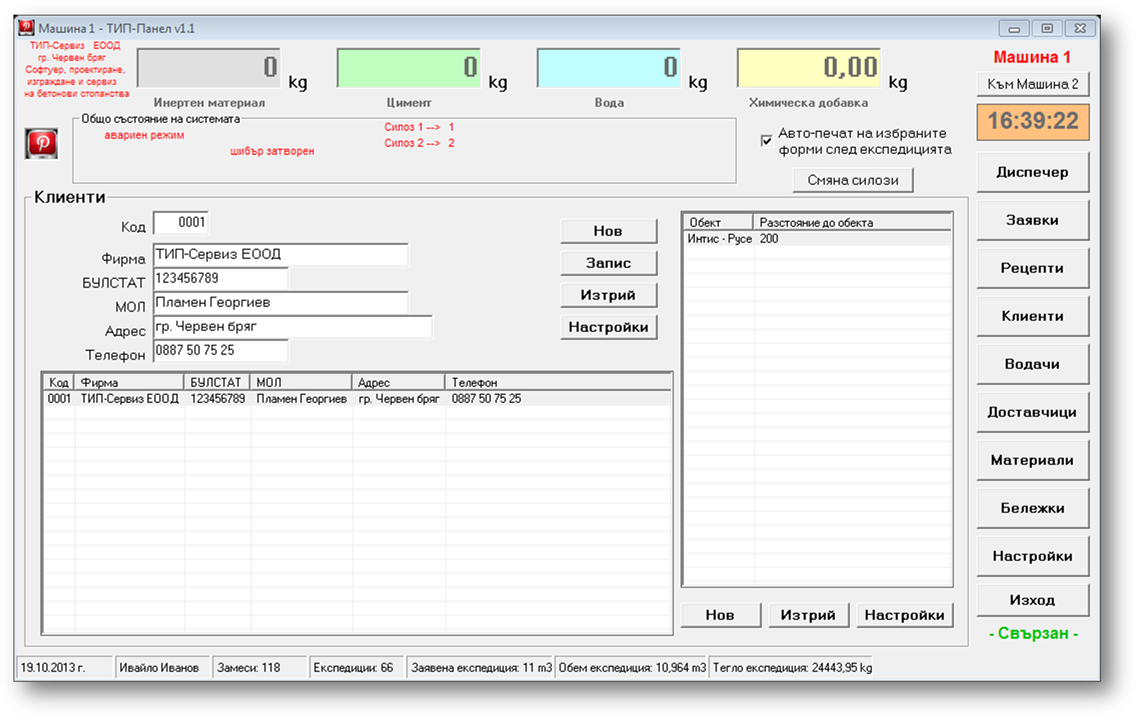 Машина 1 - ТИП-Панел v1.1
ТИП-Сервиз ЕООД
гр. Червен бряг
Софтуер, проектиране,
изграждане и сервиз
на бетонови стопанства
0 kg
Инертен материал
0 kg
Цимент
0 kg
Вода
0,00 kg
Химическа добавка
Машина 1
Към Машина 2
16:39:22
Общо състояние на системата
авариен режим
шибър затворен
Силоз 1 --> 1
Силоз 2 --> 2
Авто-печат на избраните
форми след експедицията
Смяна силози
Клиенти
Код 0001
Фирма ТИП-Сервиз ЕООД
БУЛСТАТ 123456789
МОЛ Пламен Георгиев
Адрес гр. Червен бряг
Телефон 0887 50 75 25
Нов
Запис
Изтрий
Настройки
Код Фирма БУЛСТАТ МОЛ Адрес Телефон
0001 ТИП-Сервиз ЕООД 123456789 Пламен Георгиев гр. Червен бряг 0887 50 75 25
Обект Разстояние до обекта
Интис - Русе 200
Нов Изтрий Настройки
Диспечер
Заявки
Рецепти
Клиенти
Водачи
Доставчици
Материали
Бележки
Настройки
Изход
- Свързан -
19.10.2013 г. Ивайло Иванов Замеси: 118 Експедиции: 66 Заявена експедиция: 11 m3 Обем експедиция: 10,964 m3 Тегло експедиция: 24443,95 kg